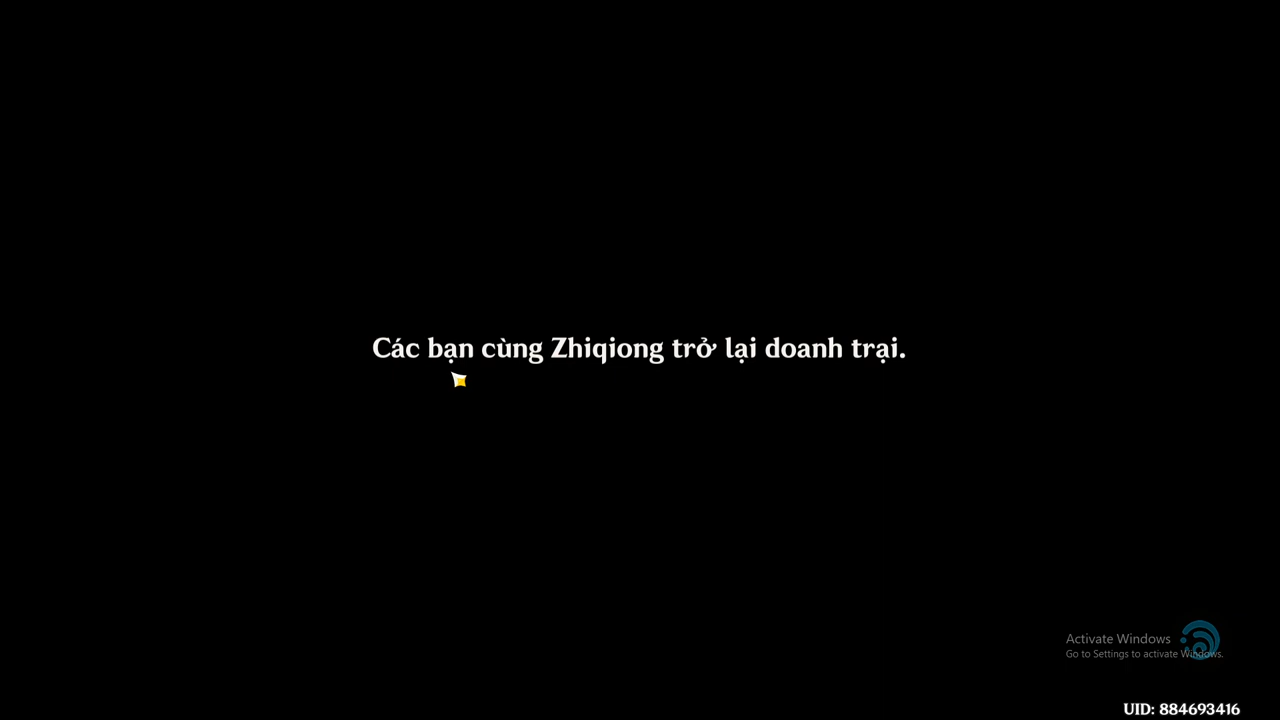 Các bạn cùng Zhiqiong trở lại doanh trại.
Activate Windows
Go to Settings to activate Windows.
UID: 884693416